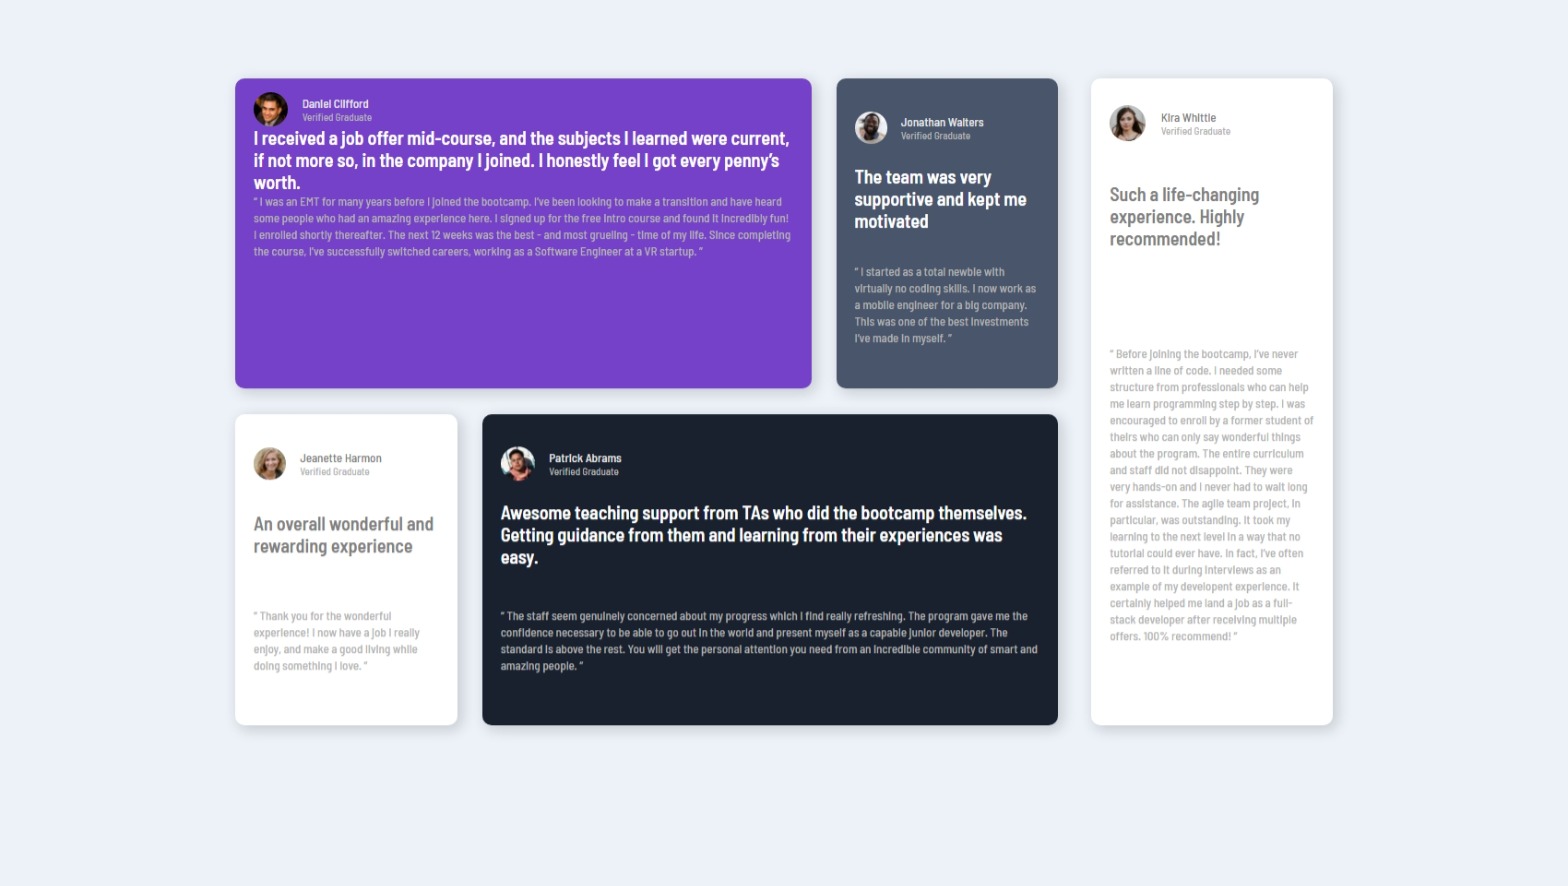 Daniel Clifford
Verified Graduate
I received a job offer mid-course, and the subjects I learned were current,
if not more so, in the company I joined. I honestly feel I got every penny’s
worth.
“ I was an EMT for many years before I joined the bootcamp. I’ve been looking to make a transition and have heard
some people who had an amazing experience here. I signed up for the free intro course and found it incredibly fun!
I enrolled shortly thereafter. The next 12 weeks was the best - and most grueling - time of my life. Since completing
the course, I’ve successfully switched careers, working as a Software Engineer at a VR startup. ”
Jonathan Walters
Verified Graduate
The team was very
supportive and kept me
motivated
“ I started as a total newbie with
virtually no coding skills. I now work as
a mobile engineer for a big company.
This was one of the best investments
I’ve made in myself. ”
Kira Whittle
Verified Graduate
Such a life-changing
experience. Highly
recommended!
“ Before joining the bootcamp, I’ve never
written a line of code. I needed some
structure from professionals who can help
me learn programming step by step. I was
encouraged to enroll by a former student of
theirs who can only say wonderful things
about the program. The entire curriculum
and staff did not disappoint. They were
very hands-on and I never had to wait long
for assistance. The agile team project, in
particular, was outstanding. It took my
learning to the next level in a way that no
tutorial could ever have. In fact, I’ve often
referred to it during interviews as an
example of my developent experience. It
certainly helped me land a job as a full-
stack developer after receiving multiple
offers. 100% recommend! ”
Jeanette Harmon
Verified Graduate
An overall wonderful and
rewarding experience
“ Thank you for the wonderful
experience! I now have a job I really
enjoy, and make a good living while
doing something I love. ”
Patrick Abrams
Verified Graduate
Awesome teaching support from TAs who did the bootcamp themselves.
Getting guidance from them and learning from their experiences was
easy.
“ The staff seem genuinely concerned about my progress which I find really refreshing. The program gave me the
confidence necessary to be able to go out in the world and present myself as a capable junior developer. The
standard is above the rest. You will get the personal attention you need from an incredible community of smart and
amazing people. ”